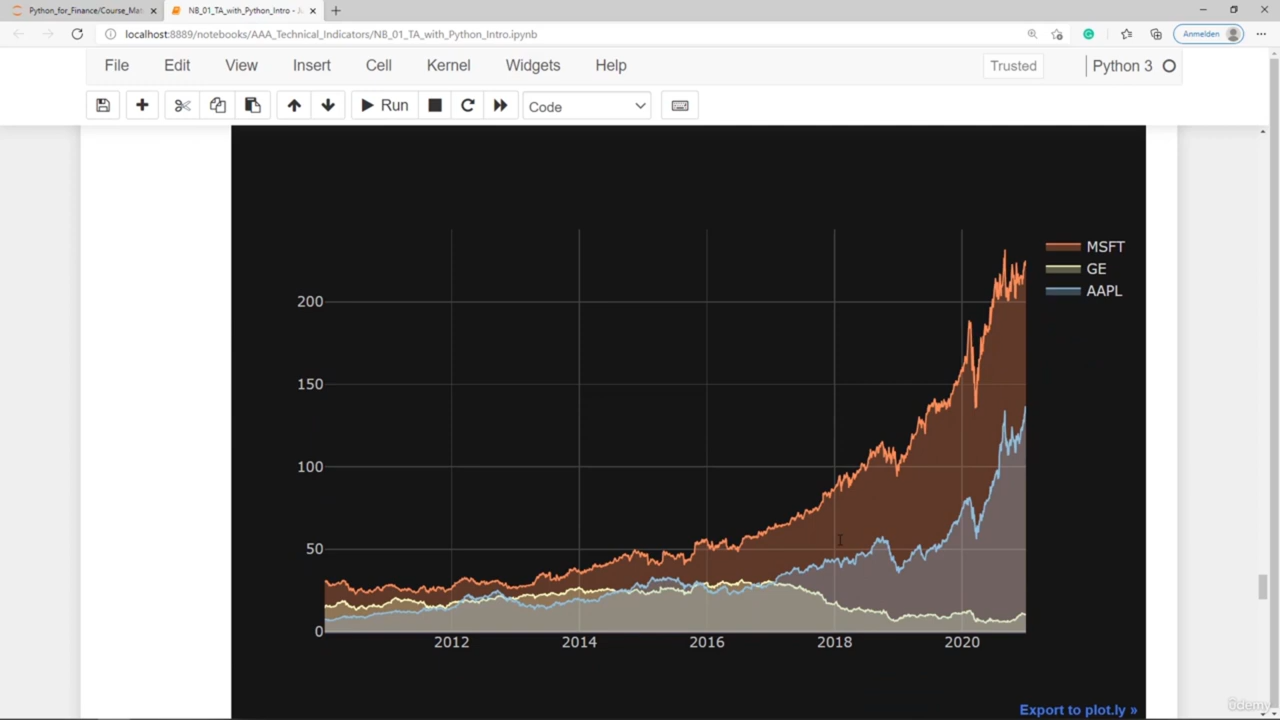 Python_for_Finance/Course_Mat
NB_01_TA_with_Python_Intro - J
localhost:8889/notebooks/AAA_Technical_Indicators/NB_01_TA_with_Python_Intro.ipynb
Anmelden
File Edit View Insert Cell Kernel Widgets Help
Trusted
Python 3
Run
Code
MSFT
GE
AAPL
200
150
100
50
0
2012 2014 2016 2018 2020
Export to plot.ly »
Udemy